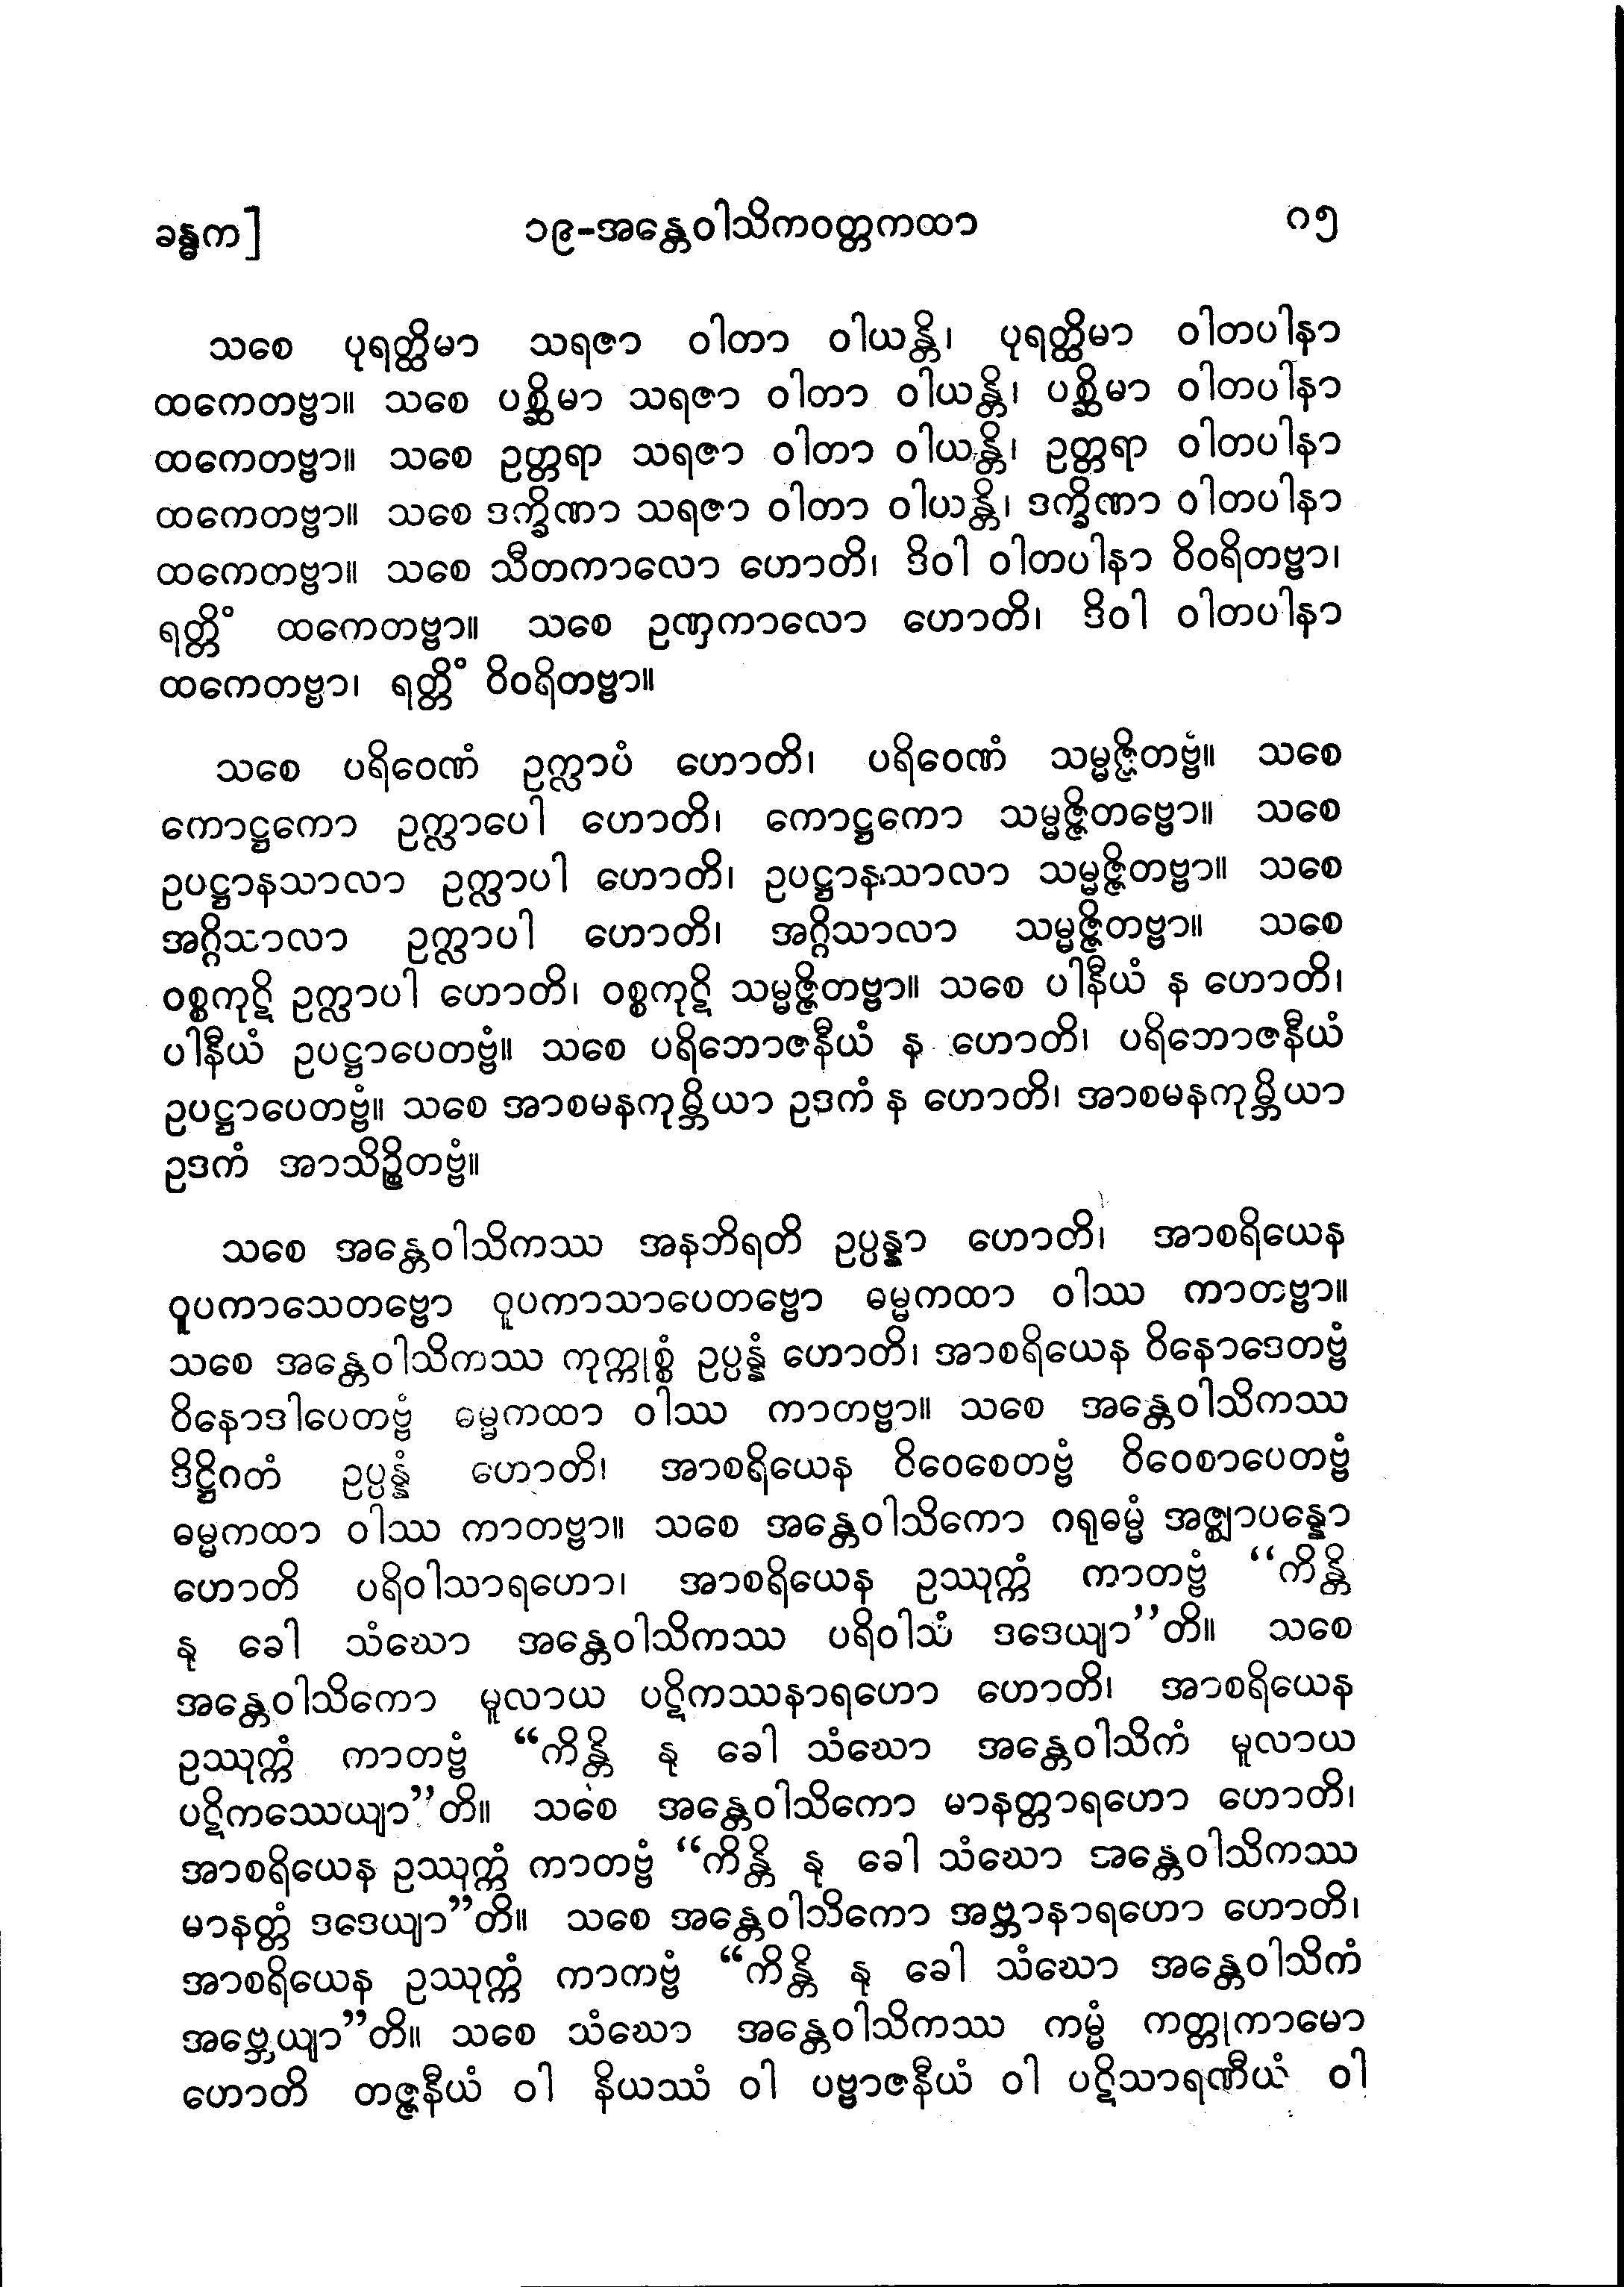 ခန္ဓက] ၁၉-အန္တေဝါသိကဝတ္တကထာ ၈၅
သစေ ပုရတ္ထိမာ သရဇာ ဝါတာ ဝါယန္တိ၊ ပုရတ္ထိမာ ဝါတပါနာ
ထကေတဗ္ဗာ။ သစေ ပစ္ဆိမာ သရဇာ ဝါတာ ဝါယန္တိ၊ ပစ္ဆိမာ ဝါတပါနာ
ထကေတဗ္ဗာ။ သစေ ဥတ္တရာ သရဇာ ဝါတာ ဝါယန္တိ၊ ဥတ္တရာ ဝါတပါနာ
ထကေတဗ္ဗာ။ သစေ ဒက္ခိဏာ သရဇာ ဝါတာ ဝါယန္တိ၊ ဒက္ခိဏာ ဝါတပါနာ
ထကေတဗ္ဗာ။ သစေ သီတကာလော ဟောတိ၊ ဒိဝါ ဝါတပါနာ ဝိဝရိတဗ္ဗာ၊
ရတ္တိံ ထကေတဗ္ဗာ။ သစေ ဥဏှကာလော ဟောတိ၊ ဒိဝါ ဝါတပါနာ
ထကေတဗ္ဗာ၊ ရတ္တိံ ဝိဝရိတဗ္ဗာ။
သစေ ပရိဝေဏံ ဥက္လာပံ ဟောတိ၊ ပရိဝေဏံ သမ္မဇ္ဇိတဗ္ဗံ။ သစေ
ကောဋ္ဌကော ဥက္လာပေါ ဟောတိ၊ ကောဋ္ဌကော သမ္မဇ္ဇိတဗ္ဗော။ သစေ
ဥပဋ္ဌာနသာလာ ဥက္လာပါ ဟောတိ၊ ဥပဋ္ဌာနသာလာ သမ္မဇ္ဇိတဗ္ဗာ။ သစေ
အဂ္ဂိသာလာ ဥက္လာပါ ဟောတိ၊ အဂ္ဂိသာလာ သမ္မဇ္ဇိတဗ္ဗာ။ သစေ
ဝစ္စကုဋိ ဥက္လာပါ ဟောတိ၊ ဝစ္စကုဋိ သမ္မဇ္ဇိတဗ္ဗာ။ သစေ ပါနီယံ န ဟောတိ၊
ပါနီယံ ဥပဋ္ဌာပေတဗ္ဗံ။ သစေ ပရိဘောဇနီယံ န ဟောတိ၊ ပရိဘောဇနီယံ
ဥပဋ္ဌာပေတဗ္ဗံ။ သစေ အာစမနကုမ္ဘိယာ ဥဒကံ န ဟောတိ၊ အာစမနကုမ္ဘိယာ
ဥဒကံ အာသိဉ္စိတဗ္ဗံ။
သစေ အန္တေဝါသိကဿ အနဘိရတိ ဥပ္ပန္နာ ဟောတိ၊ အာစရိယေန
ဝူပကာသေတဗ္ဗော ဝူပကာသာပေတဗ္ဗော ဓမ္မကထာ ဝါဿ ကာတဗ္ဗာ။
သစေ အန္တေဝါသိကဿ ကုက္ကုစ္စံ ဥပ္ပန္နံ ဟောတိ၊ အာစရိယေန ဝိနောဒေတဗ္ဗံ
ဝိနောဒါပေတဗ္ဗံ ဓမ္မကထာ ဝါဿ ကာတဗ္ဗာ။ သစေ အန္တေဝါသိကဿ
ဒိဋ္ဌိဂတံ ဥပ္ပန္နံ ဟောတိ၊ အာစရိယေန ဝိဝေစေတဗ္ဗံ ဝိဝေစာပေတဗ္ဗံ
ဓမ္မကထာ ဝါဿ ကာတဗ္ဗာ။ သစေ အန္တေဝါသိကော ဂရုဓမ္မံ အဇ္ဈာပန္နော
ဟောတိ ပရိဝါသာရဟော၊ အာစရိယေန ဥဿုက္ကံ ကာတဗ္ဗံ “ကိန္တိ
နု ခေါ သံဃော အန္တေဝါသိကဿ ပရိဝါသံ ဒဒေယျာ”တိ။ သစေ
အန္တေဝါသိကော မူလာယ ပဋိကဿနာရဟော ဟောတိ၊ အာစရိယေန
ဥဿုက္ကံ ကာတဗ္ဗံ “ကိန္တိ နု ခေါ သံဃော အန္တေဝါသိကံ မူလာယ
ပဋိကဿေယျာ”တိ။ သစေ အန္တေဝါသိကော မာနတ္တာရဟော ဟောတိ၊
အာစရိယေန ဥဿုက္ကံ ကာတဗ္ဗံ “ကိန္တိ နု ခေါ သံဃော အန္တေဝါသိကဿ
မာနတ္တံ ဒဒေယျာ”တိ။ သစေ အန္တေဝါသိကော အဗ္ဘာနာရဟော ဟောတိ၊
အာစရိယေန ဥဿုက္ကံ ကာကဗ္ဗံ “ကိန္တိ နု ခေါ သံဃော အန္တေဝါသိကံ
အဗ္ဘေယျာ”တိ။ သစေ သံဃော အန္တေဝါသိကဿ ကမ္မံ ကတ္တုကာမော
ဟောတိ တဇ္ဇနီယံ ဝါ နိယဿံ ဝါ ပဗ္ဗာဇနီယံ ဝါ ပဋိသာရဏီယံ ဝါ